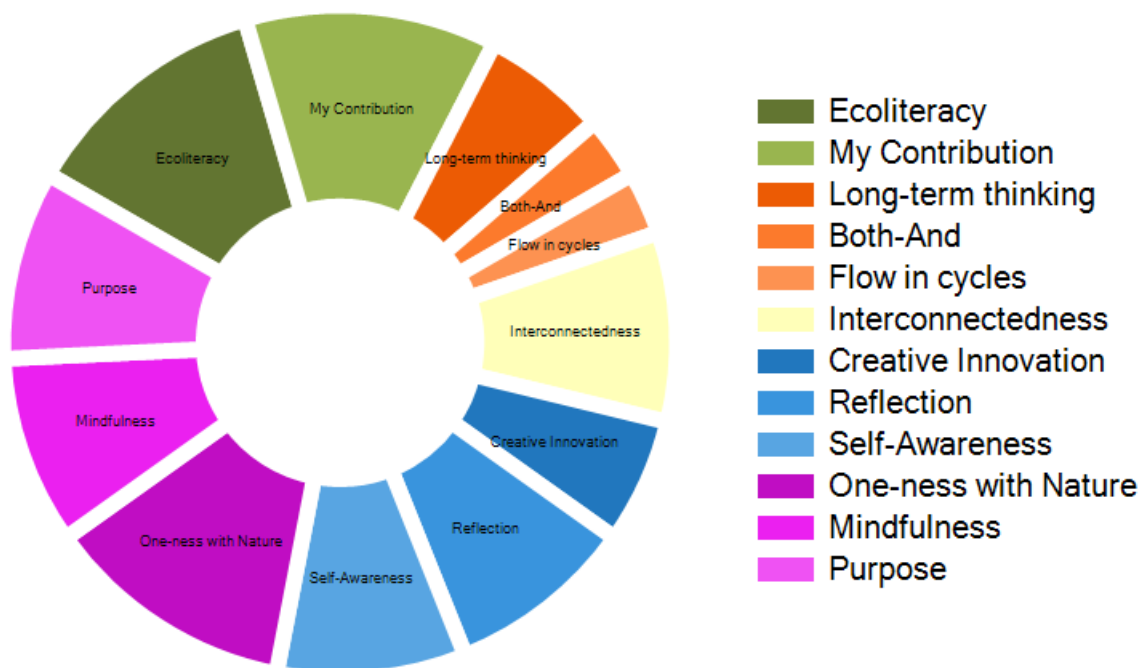 My Contribution
Ecoliteracy
Long-term thinking
Both-And
Flow in cycles
Purpose
Interconnectedness
Mindfulness
Creative Innovation
One-ness with Nature
Reflection
Self-Awareness
Ecoliteracy
My Contribution
Long-term thinking
Both-And
Flow in cycles
Interconnectedness
Creative Innovation
Reflection
Self-Awareness
One-ness with Nature
Mindfulness
Purpose